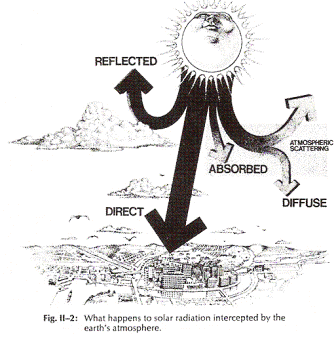 REFLECTED
ATMOSPHERIC
SCATTERING
ABSORBED
DIFFUSE
DIRECT
Fig. II–2: What happens to solar radiation intercepted by the
earth's atmosphere.